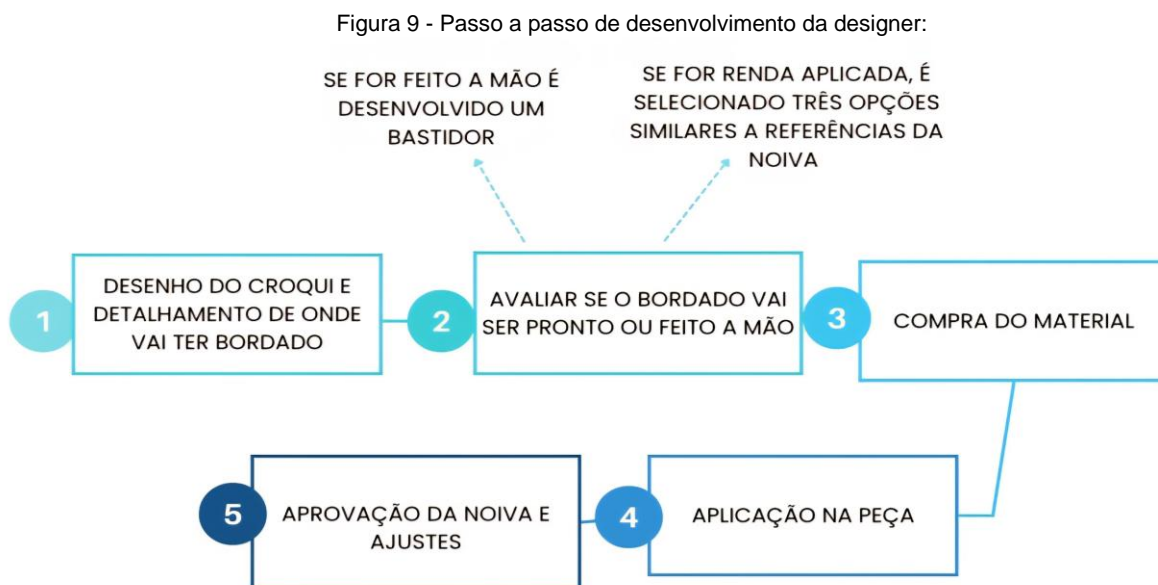 Figura 9 - Passo a passo de desenvolvimento da designer:
SE FOR FEITO A MÃO É
DESENVOLVIDO UM
BASTIDOR
SE FOR RENDA APLICADA, É
SELECIONADO TRÊS OPÇÕES
SIMILARES A REFERÊNCIAS DA
NOIVA
1
DESENHO DO CROQUI E
DETALHAMENTO DE ONDE
VAI TER BORDADO
2
AVALIAR SE O BORDADO VAI
SER PRONTO OU FEITO A MÃO
3
COMPRA DO MATERIAL
4
APLICAÇÃO NA PEÇA
5
APROVAÇÃO DA NOIVA E
AJUSTES